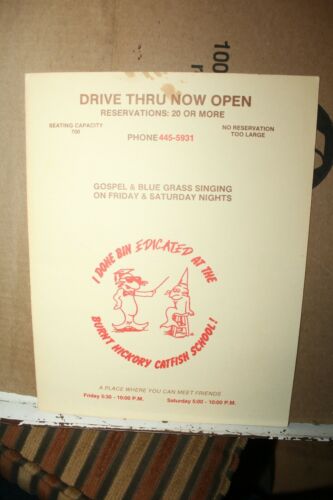 DRIVE THRU NOW OPEN
RESERVATIONS: 20 OR MORE
SEATING CAPACITY
700
NO RESERVATION
TOO LARGE
PHONE 445-5931
GOSPEL & BLUE GRASS SINGING
ON FRIDAY & SATURDAY NIGHTS
I DONE BIN EDICATED AT THE
BURNT HICKORY CATFISH SCHOOL!
A PLACE WHERE YOU CAN MEET FRIENDS
Friday 5:30 - 10:00 P.M.
Saturday 5:00 - 10:00 P.M.
100